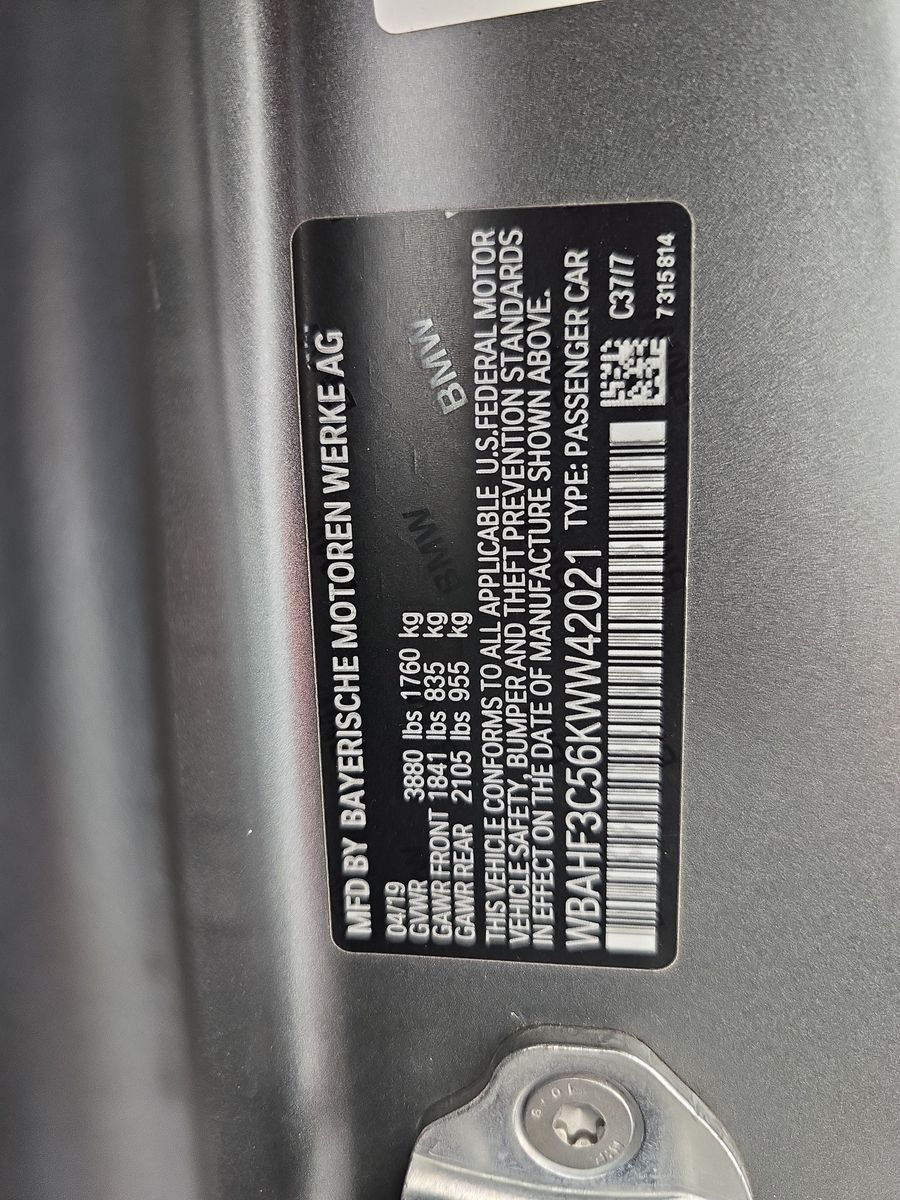 MFD BY BAYERISCHE MOTOREN WERKE AG
04/19
GVWR 3880 lbs 1760 kg
GAWR FRONT 1841 lbs 835 kg
GAWR REAR 2105 lbs 955 kg
BMW BMW
THIS VEHICLE CONFORMS TO ALL APPLICABLE U.S.FEDERAL MOTOR
VEHICLE SAFETY, BUMPER AND THEFT PREVENTION STANDARDS
IN EFFECT ON THE DATE OF MANUFACTURE SHOWN ABOVE.
WBAHF3C56KWW42021 TYPE: PASSENGER CAR
C37/7
7 315 814